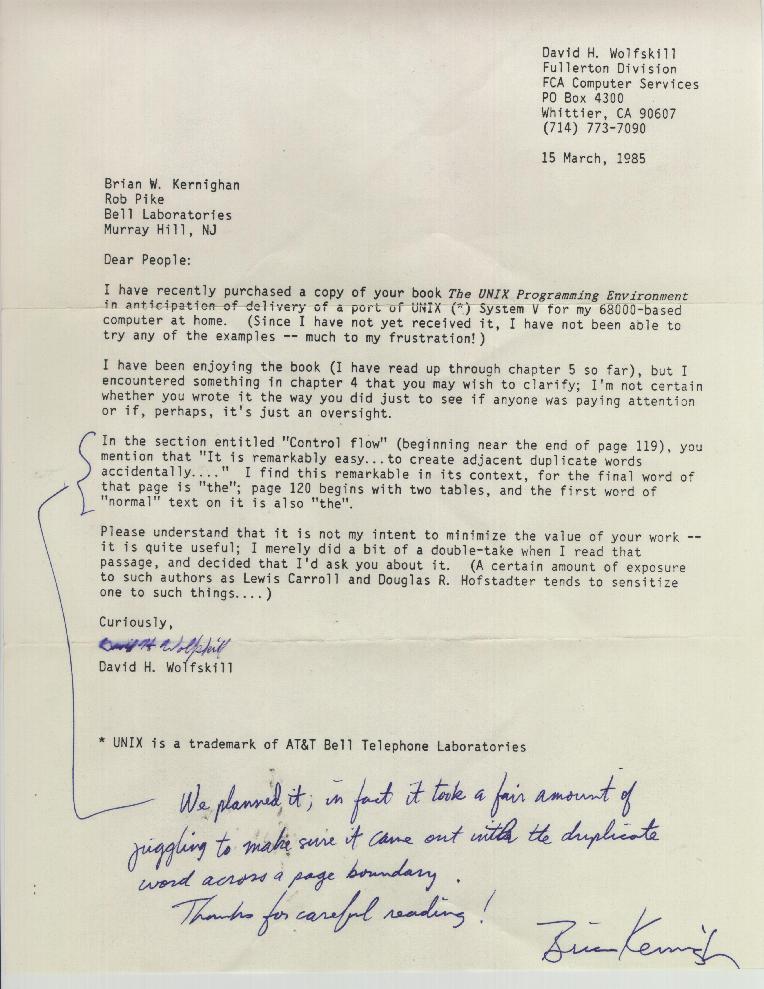 David H. Wolfskill
Fullerton Division
FCA Computer Services
PO Box 4300
Whittier, CA 90607
(714) 773-7090
15 March, 1985
Brian W. Kernighan
Rob Pike
Bell Laboratories
Murray Hill, NJ
Dear People:
I have recently purchased a copy of your book The UNIX Programming Environment
in anticipation of delivery of a port of UNIX (*) System V for my 68000-based
computer at home. (Since I have not yet received it, I have not been able to
try any of the examples -- much to my frustration!)
I have been enjoying the book (I have read up through chapter 5 so far), but I
encountered something in chapter 4 that you may wish to clarify; I'm not certain
whether you wrote it the way you did just to see if anyone was paying attention
or if, perhaps, it's just an oversight.
In the section entitled "Control flow" (beginning near the end of page 119), you
mention that "It is remarkably easy...to create adjacent duplicate words
accidentally...." I find this remarkable in its context, for the final word of
that page is "the"; page 120 begins with two tables, and the first word of
"normal" text on it is also "the".
Please understand that it is not my intent to minimize the value of your work --
it is quite useful; I merely did a bit of a double-take when I read that
passage, and decided that I'd ask you about it. (A certain amount of exposure
to such authors as Lewis Carroll and Douglas R. Hofstadter tends to sensitize
one to such things....)
Curiously,
David H Wolfskill
David H. Wolfskill
* UNIX is a trademark of AT&T Bell Telephone Laboratories
We planned it; in fact it took a fair amount of
juggling to make sure it came out with the duplicate
word across a page boundary.
Thanks for careful reading!
Brian Kernigh